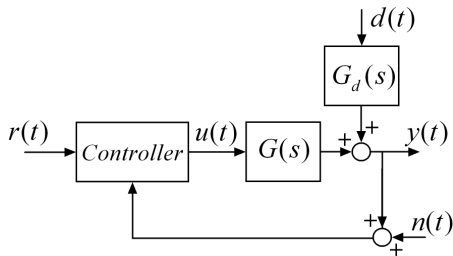 d(t)
G_d(s)
r(t)
Controller
u(t)
G(s)
+
+
y(t)
+
n(t)
+